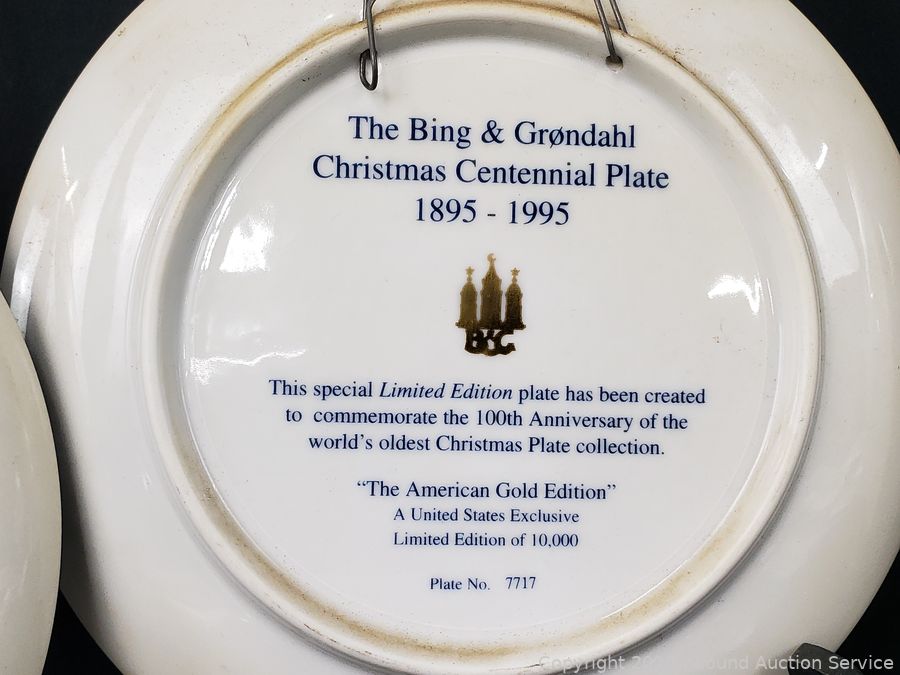 The Bing & Grøndahl
Christmas Centennial Plate
1895 - 1995
B&G
This special Limited Edition plate has been created
to commemorate the 100th Anniversary of the
world's oldest Christmas Plate collection.
“The American Gold Edition”
A United States Exclusive
Limited Edition of 10,000
Plate No. 7717
Copyright Auction Service